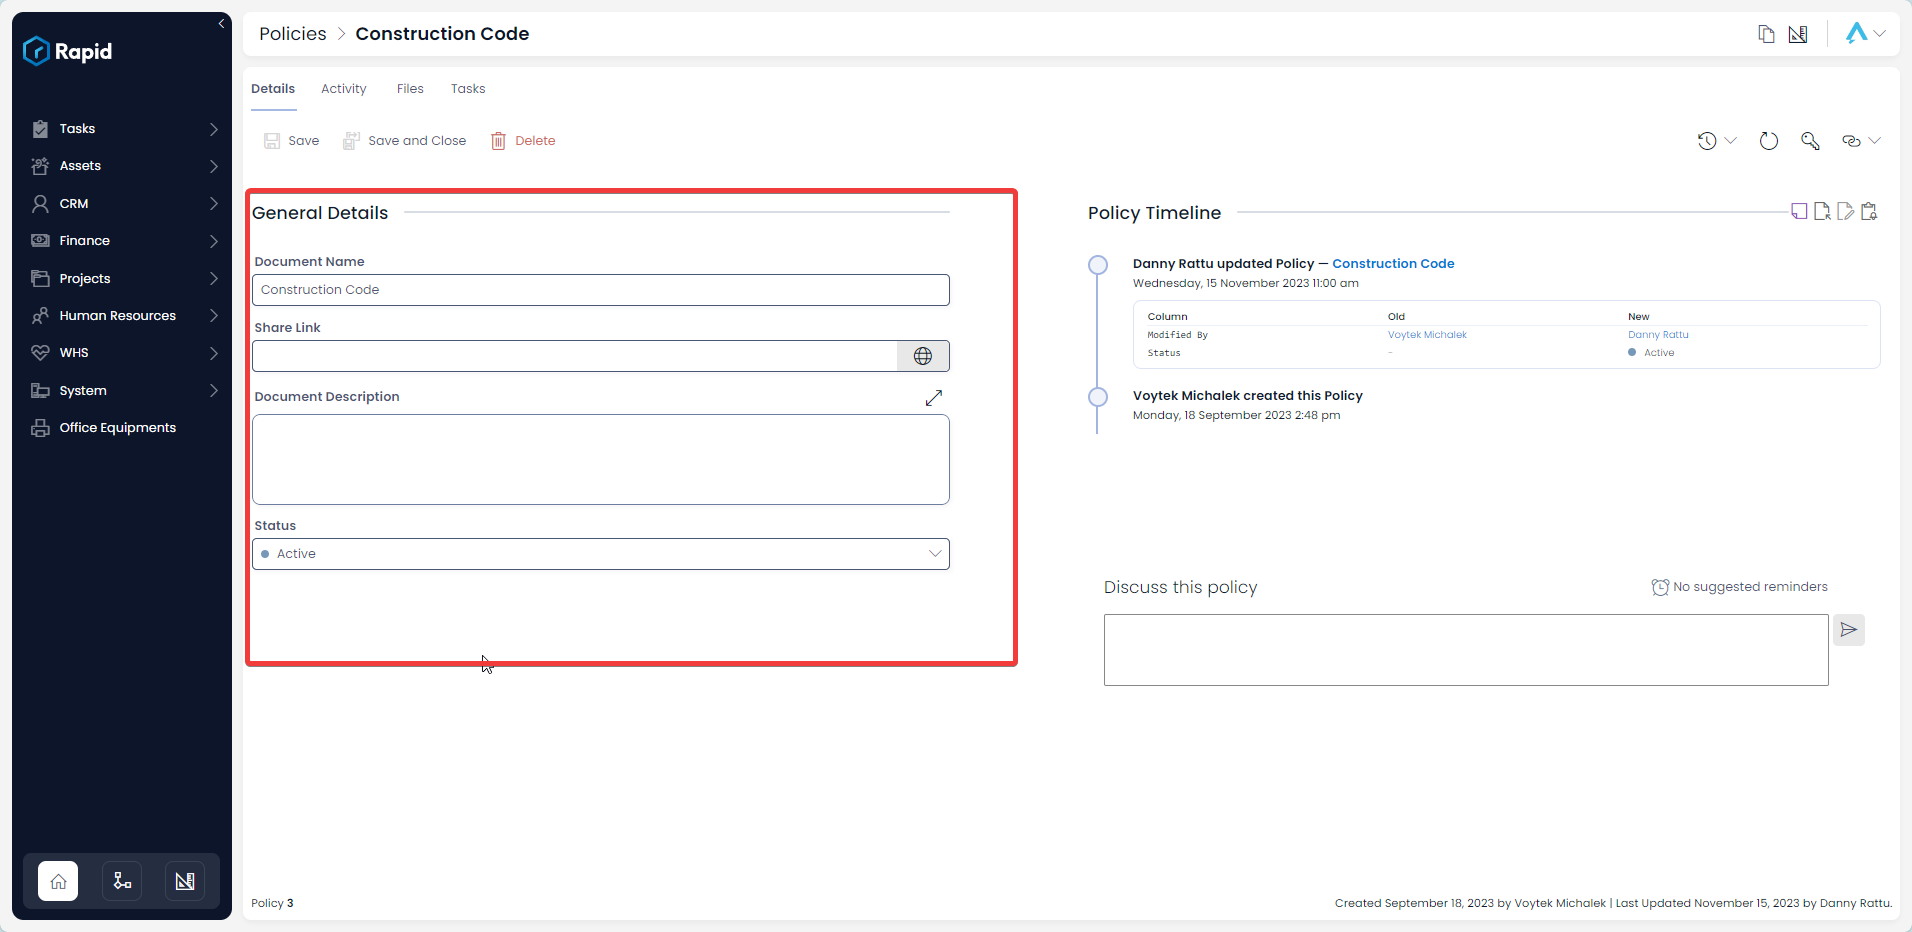 Rapid
Tasks
Assets
CRM
Finance
Projects
Human Resources
WHS
System
Office Equipments
Policies > Construction Code
Details Activity Files Tasks
Save Save and Close Delete
General Details
Document Name
Construction Code
Share Link
Document Description
Status
Active
Policy Timeline
Danny Rattu updated Policy — Construction Code
Wednesday, 15 November 2023 11:00 am
Column Old New
Modified By Voytek Michalek Danny Rattu
Status - Active
Voytek Michalek created this Policy
Monday, 18 September 2023 2:48 pm
Discuss this policy No suggested reminders
Policy 3
Created September 18, 2023 by Voytek Michalek | Last Updated November 15, 2023 by Danny Rattu.